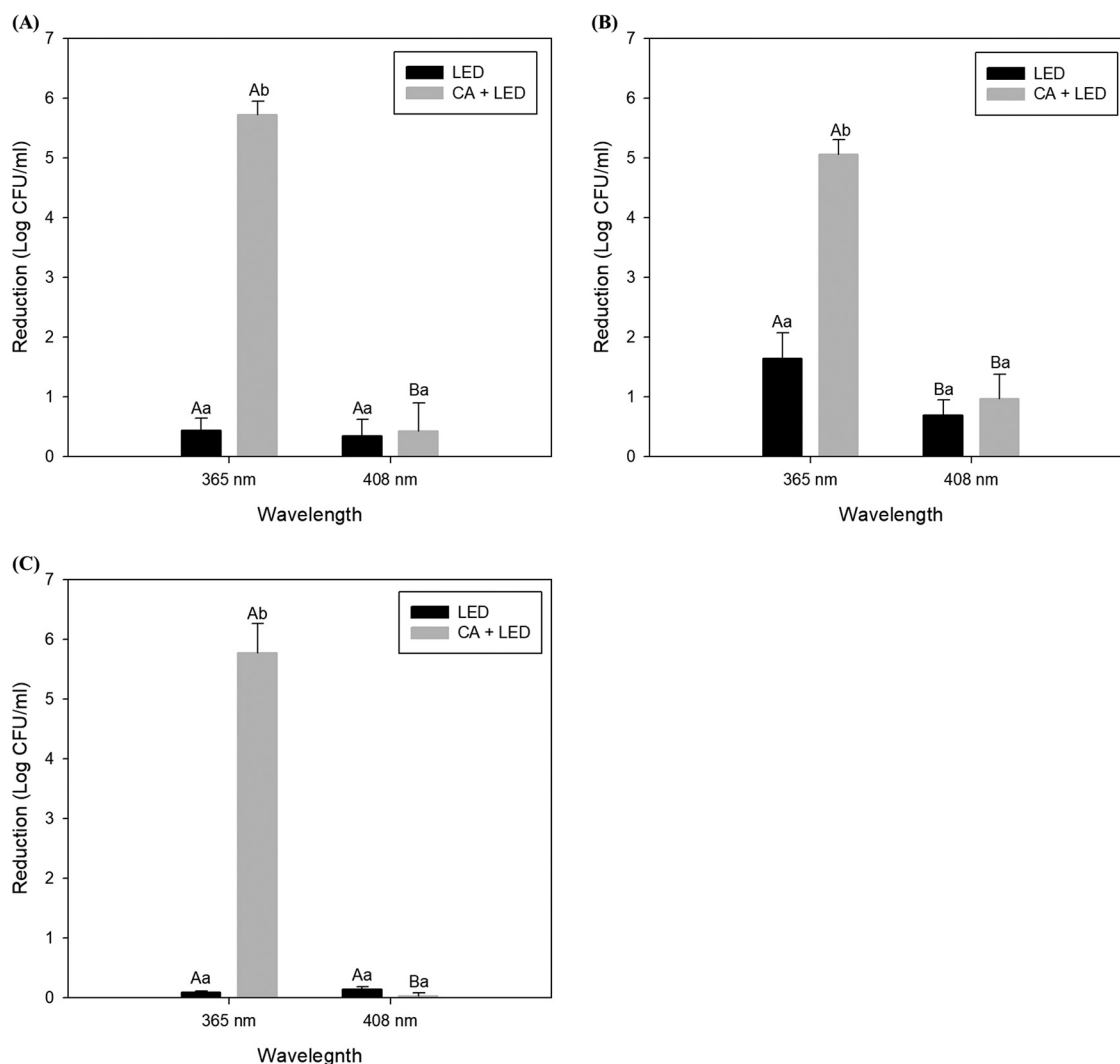 (A)
7
6
5
4
3
2
1
0
Reduction (Log CFU/ml)
LED
CA + LED
Aa
Ab
Aa
Ba
365 nm
408 nm
Wavelength
(B)
7
6
5
4
3
2
1
0
Reduction (Log CFU/ml)
LED
CA + LED
Aa
Ab
Ba
Ba
365 nm
408 nm
Wavelength
(C)
7
6
5
4
3
2
1
0
Reduction (Log CFU/ml)
LED
CA + LED
Aa
Ab
Aa
Ba
365 nm
408 nm
Wavelegnth